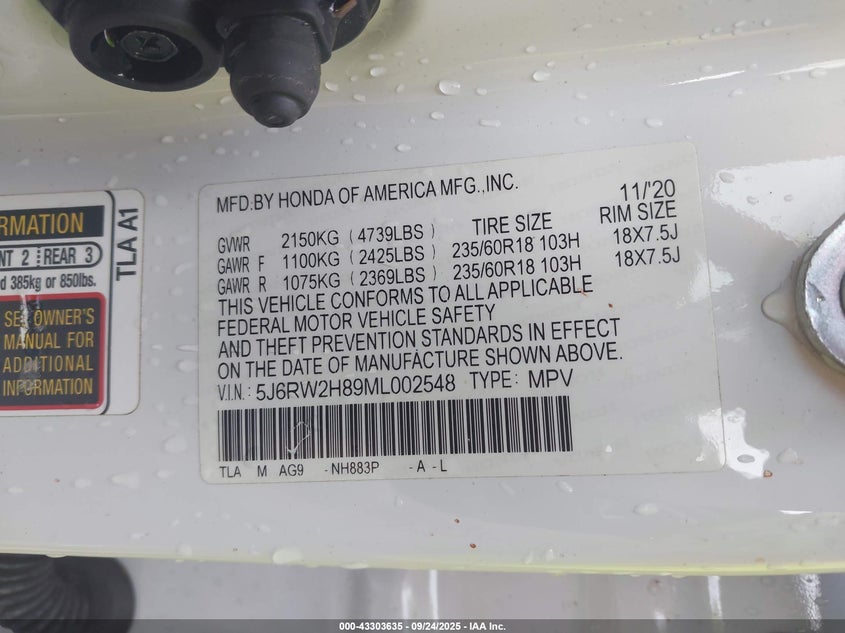 RMATION
NT 2 REAR 3
d 385kg or 850lbs.
SEE OWNER'S
MANUAL FOR
ADDITIONAL
INFORMATION
TLA A1
MFD.BY HONDA OF AMERICA MFG.,INC. 11/'20
TIRE SIZE RIM SIZE
GVWR 2150KG ( 4739LBS )
GAWR F 1100KG ( 2425LBS ) 235/60R18 103H 18X7.5J
GAWR R 1075KG ( 2369LBS ) 235/60R18 103H 18X7.5J
THIS VEHICLE CONFORMS TO ALL APPLICABLE
FEDERAL MOTOR VEHICLE SAFETY
AND THEFT PREVENTION STANDARDS IN EFFECT
ON THE DATE OF MANUFACTURE SHOWN ABOVE.
V.I.N.: 5J6RW2H89ML002548 TYPE: MPV
TLA M AG9 -NH883P -A -L
000-43303635 - 09/24/2025 - IAA Inc.